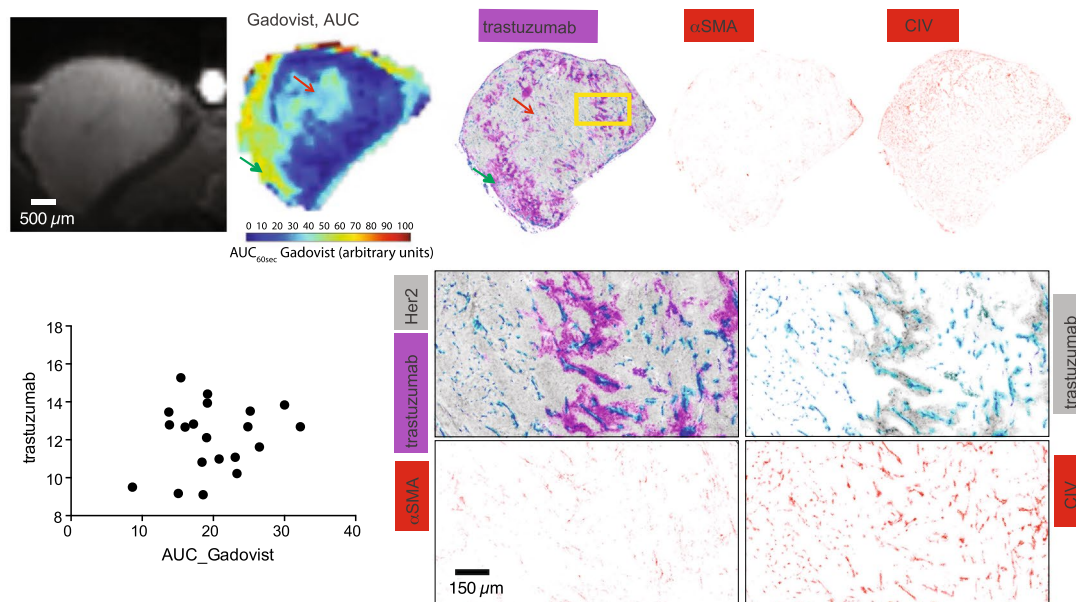 Gadovist, AUC
trastuzumab
αSMA
CIV
500 µm
0 10 20 30 40 50 60 70 80 90 100
AUC60sec Gadovist (arbitrary units)
Her2
trastuzumab
trastuzumab
αSMA
CIV
150 µm
18
16
14
12
10
8
trastuzumab
0 10 20 30 40
AUC_Gadovist